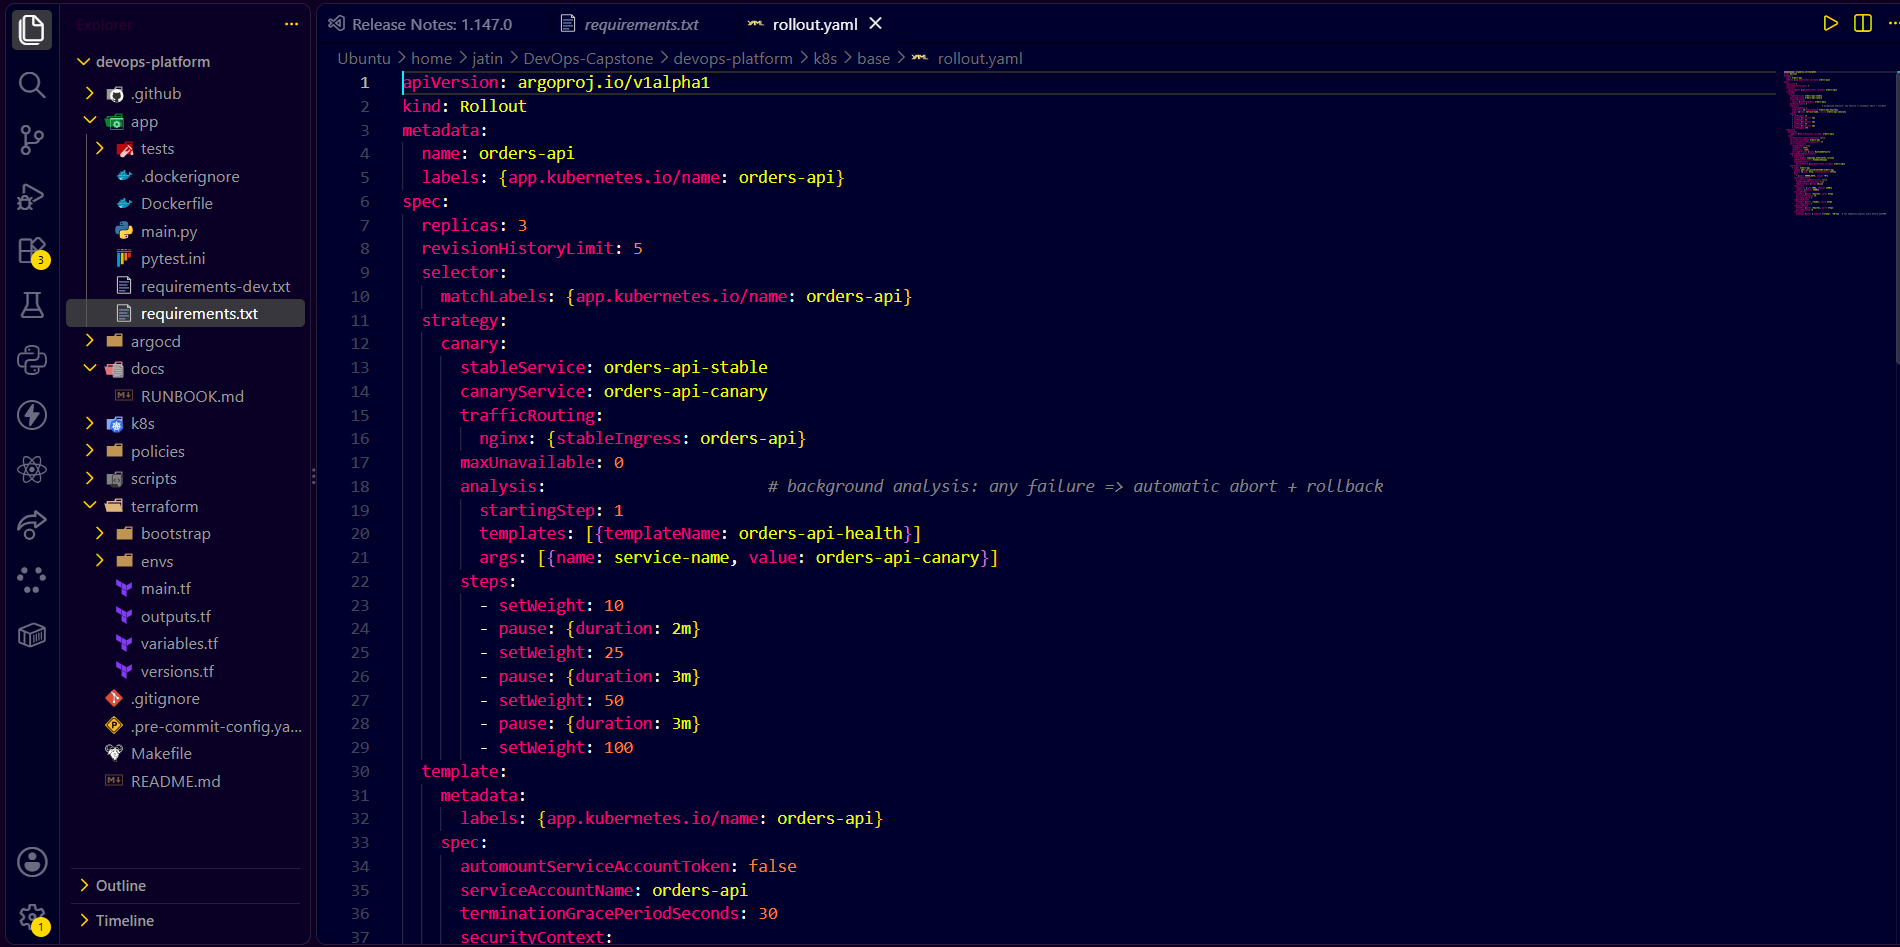 Explorer
devops-platform
.github
app
tests
.dockerignore
Dockerfile
main.py
pytest.ini
requirements-dev.txt
requirements.txt
argocd
docs
RUNBOOK.md
k8s
policies
scripts
terraform
bootstrap
envs
main.tf
outputs.tf
variables.tf
versions.tf
.gitignore
.pre-commit-config.ya...
Makefile
README.md
Outline
Timeline
3
1
Release Notes: 1.147.0
requirements.txt
rollout.yaml
Ubuntu > home > jatin > DevOps-Capstone > devops-platform > k8s > base > rollout.yaml
1 apiVersion: argoproj.io/v1alpha1
2 kind: Rollout
3 metadata:
4   name: orders-api
5   labels: {app.kubernetes.io/name: orders-api}
6 spec:
7   replicas: 3
8   revisionHistoryLimit: 5
9   selector:
10     matchLabels: {app.kubernetes.io/name: orders-api}
11   strategy:
12     canary:
13       stableService: orders-api-stable
14       canaryService: orders-api-canary
15       trafficRouting:
16         nginx: {stableIngress: orders-api}
17       maxUnavailable: 0
18       analysis:                       # background analysis: any failure => automatic abort + rollback
19         startingStep: 1
20         templates: [{templateName: orders-api-health}]
21         args: [{name: service-name, value: orders-api-canary}]
22       steps:
23         - setWeight: 10
24         - pause: {duration: 2m}
25         - setWeight: 25
26         - pause: {duration: 3m}
27         - setWeight: 50
28         - pause: {duration: 3m}
29         - setWeight: 100
30   template:
31     metadata:
32       labels: {app.kubernetes.io/name: orders-api}
33     spec:
34       automountServiceAccountToken: false
35       serviceAccountName: orders-api
36       terminationGracePeriodSeconds: 30
37       securityContext: